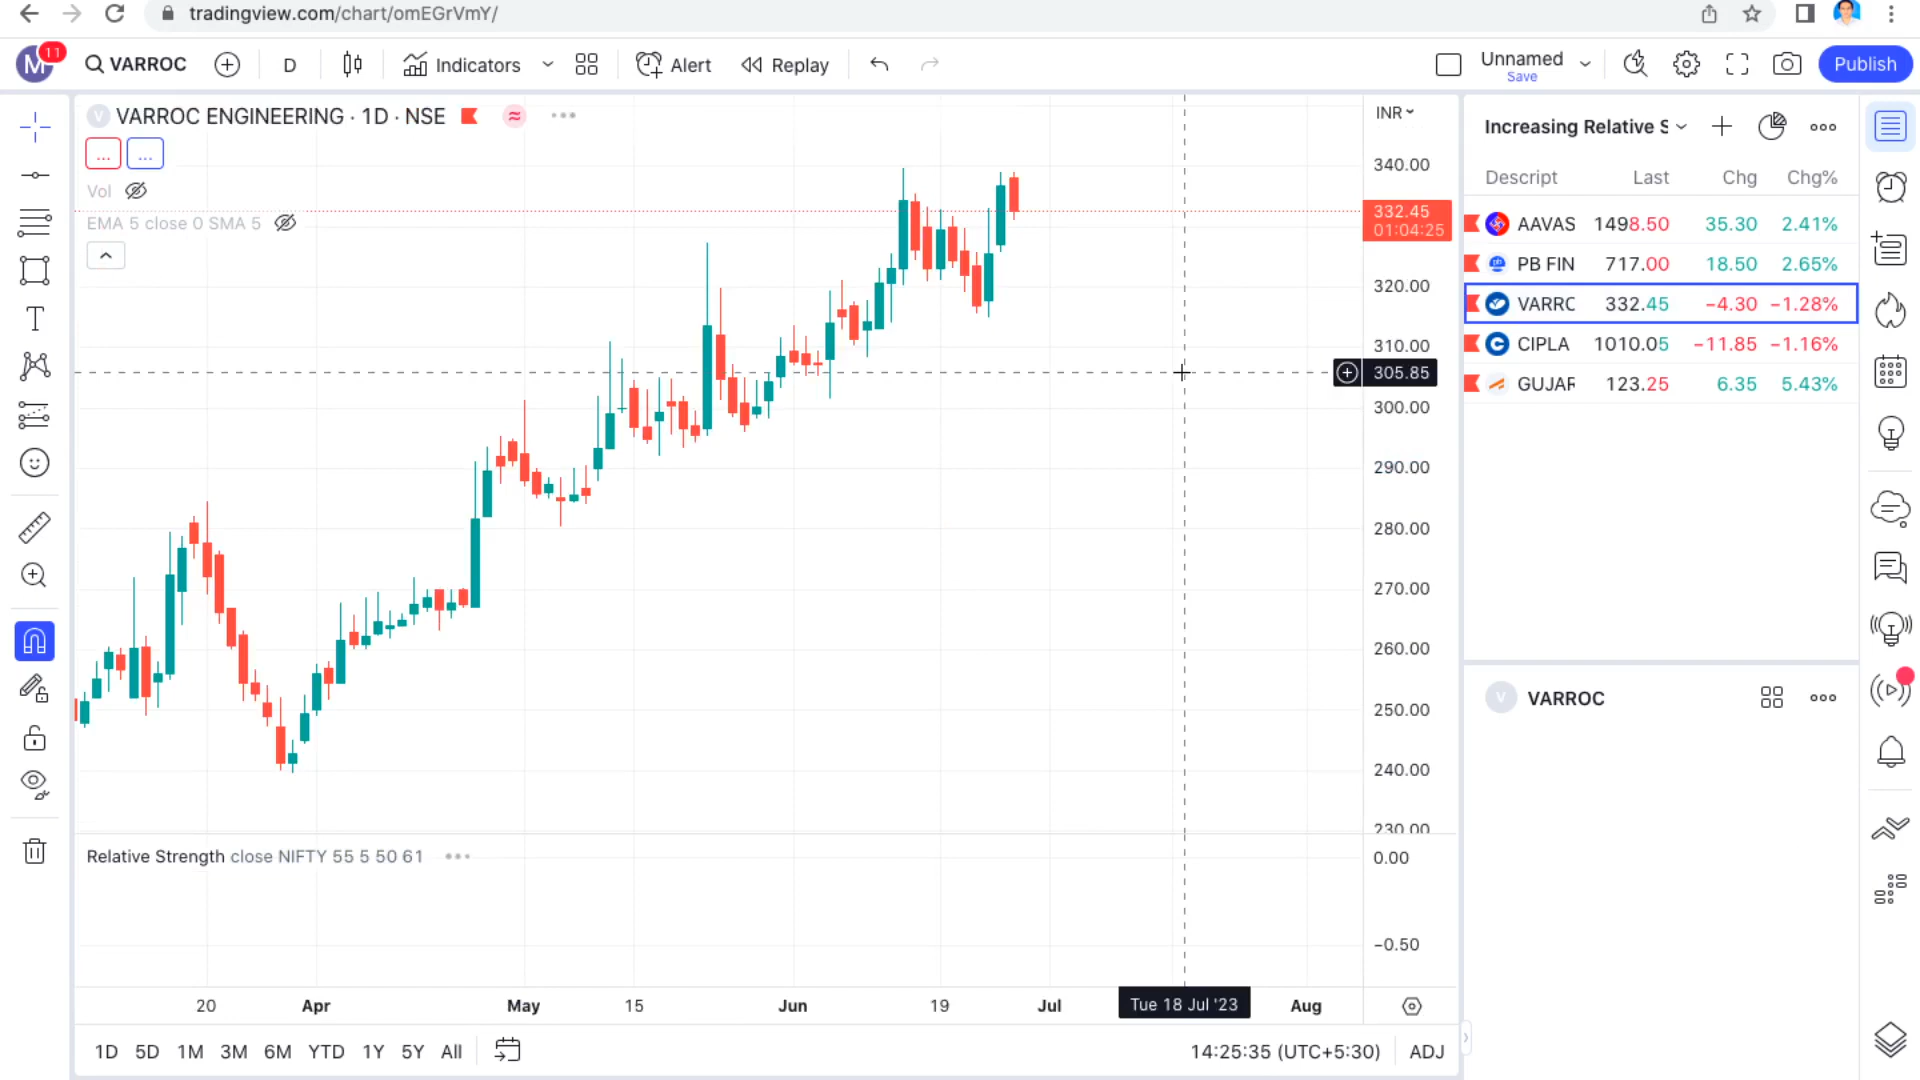 tradingview.com/chart/omEGrVmY/
M 11 VARROC D Indicators Alert Replay Unnamed Save Publish
V VARROC ENGINEERING · 1D · NSE ≈
... ...
Vol
EMA 5 close 0 SMA 5
INR
340.00
332.45
01:04:25
320.00
310.00
305.85
300.00
290.00
280.00
270.00
260.00
250.00
240.00
230.00
Relative Strength close NIFTY 55 5 50 61
0.00
−0.50
20 Apr May 15 Jun 19 Jul Tue 18 Jul '23 Aug
1D 5D 1M 3M 6M YTD 1Y 5Y All 14:25:35 (UTC+5:30) ADJ
Increasing Relative S
Descript Last Chg Chg%
AAVAS 1498.50 35.30 2.41%
PB FIN 717.00 18.50 2.65%
VARRC 332.45 −4.30 −1.28%
CIPLA 1010.05 −11.85 −1.16%
GUJAR 123.25 6.35 5.43%
V VARROC